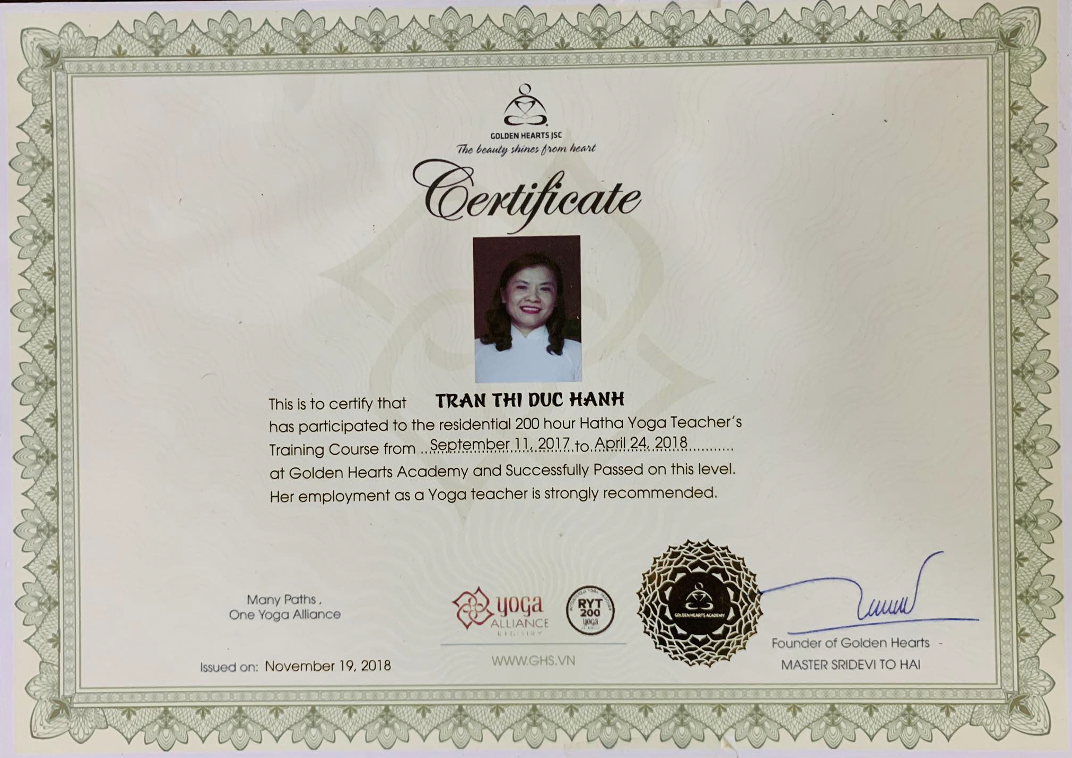 GOLDEN HEARTS JSC
The beauty shines from heart
Certificate
This is to certify that TRAN THI DUC HANH
has participated to the residential 200 hour Hatha Yoga Teacher's
Training Course from ...September 11, 2017..to..April 24, 2018...........
at Golden Hearts Academy and Successfully Passed on this level.
Her employment as a Yoga teacher is strongly recommended.
Many Paths,
One Yoga Alliance
yoga
ALLIANCE
REGISTRY
RYT
200
yoga
GOLDEN HEARTS ACADEMY
Founder of Golden Hearts -
MASTER SRIDEVI TO HAI
Issued on: November 19, 2018
WWW.GHS.VN